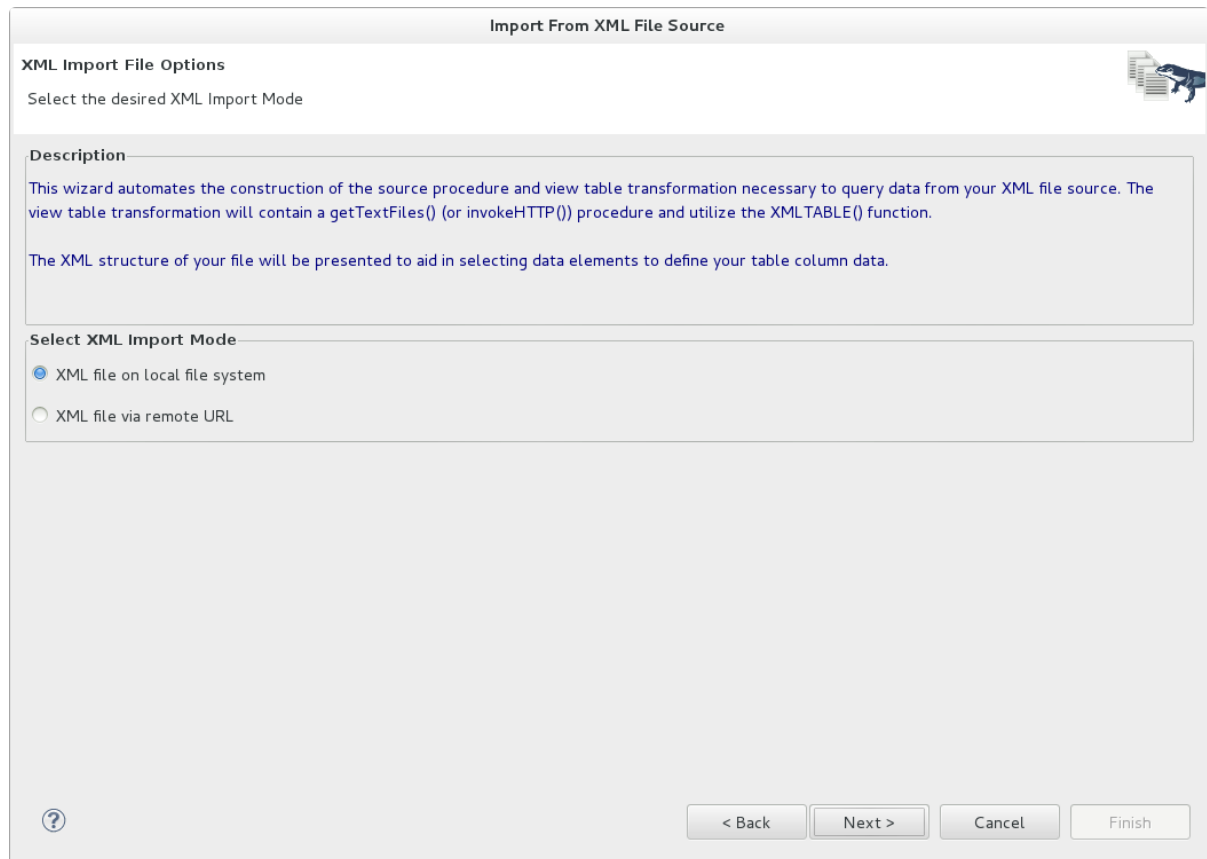 Import From XML File Source
XML Import File Options
Select the desired XML Import Mode
Description
This wizard automates the construction of the source procedure and view table transformation necessary to query data from your XML file source. The
view table transformation will contain a getTextFiles() (or invokeHTTP()) procedure and utilize the XMLTABLE() function.
The XML structure of your file will be presented to aid in selecting data elements to define your table column data.
Select XML Import Mode
XML file on local file system
XML file via remote URL
?
< Back
Next >
Cancel
Finish